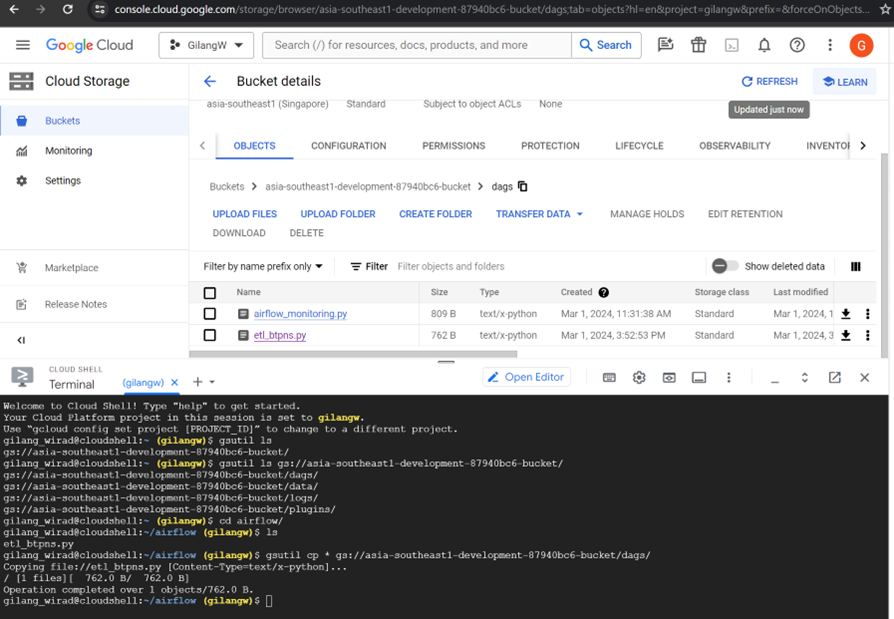 console.cloud.google.com/storage/browser/asia-southeast1-development-87940bc6-bucket/dags;tab=objects?hl=en&project=gilangw&prefix=&forceOnObjects...
Google Cloud GilangW Search (/) for resources, docs, products, and more Search G
Cloud Storage Bucket details REFRESH LEARN
asia-southeast1 (Singapore) Standard Subject to object ACLs None
Updated just now
Buckets
Monitoring
Settings
Marketplace
Release Notes
OBJECTS CONFIGURATION PERMISSIONS PROTECTION LIFECYCLE OBSERVABILITY INVENTOR
Buckets > asia-southeast1-development-87940bc6-bucket > dags
UPLOAD FILES UPLOAD FOLDER CREATE FOLDER TRANSFER DATA MANAGE HOLDS EDIT RETENTION
DOWNLOAD DELETE
Filter by name prefix only Filter Filter objects and folders Show deleted data
Name Size Type Created Storage class Last modified
airflow_monitoring.py 809 B text/x-python Mar 1, 2024, 11:31:38 AM Standard Mar 1, 2024, 1
etl_btpns.py 762 B text/x-python Mar 1, 2024, 3:52:53 PM Standard Mar 1, 2024, 3
CLOUD SHELL
Terminal (gilangw) Open Editor
Welcome to Cloud Shell! Type "help" to get started.
Your Cloud Platform project in this session is set to gilangw.
Use “gcloud config set project [PROJECT_ID]” to change to a different project.
gilang_wirad@cloudshell:~ (gilangw)$ gsutil ls
gs://asia-southeast1-development-87940bc6-bucket/
gilang_wirad@cloudshell:~ (gilangw)$ gsutil ls gs://asia-southeast1-development-87940bc6-bucket/
gs://asia-southeast1-development-87940bc6-bucket/dags/
gs://asia-southeast1-development-87940bc6-bucket/data/
gs://asia-southeast1-development-87940bc6-bucket/logs/
gs://asia-southeast1-development-87940bc6-bucket/plugins/
gilang_wirad@cloudshell:~ (gilangw)$ cd airflow/
gilang_wirad@cloudshell:~/airflow (gilangw)$ ls
etl_btpns.py
gilang_wirad@cloudshell:~/airflow (gilangw)$ gsutil cp * gs://asia-southeast1-development-87940bc6-bucket/dags/
Copying file://etl_btpns.py [Content-Type=text/x-python]...
/ [1 files][ 762.0 B/ 762.0 B]
Operation completed over 1 objects/762.0 B.
gilang_wirad@cloudshell:~/airflow (gilangw)$